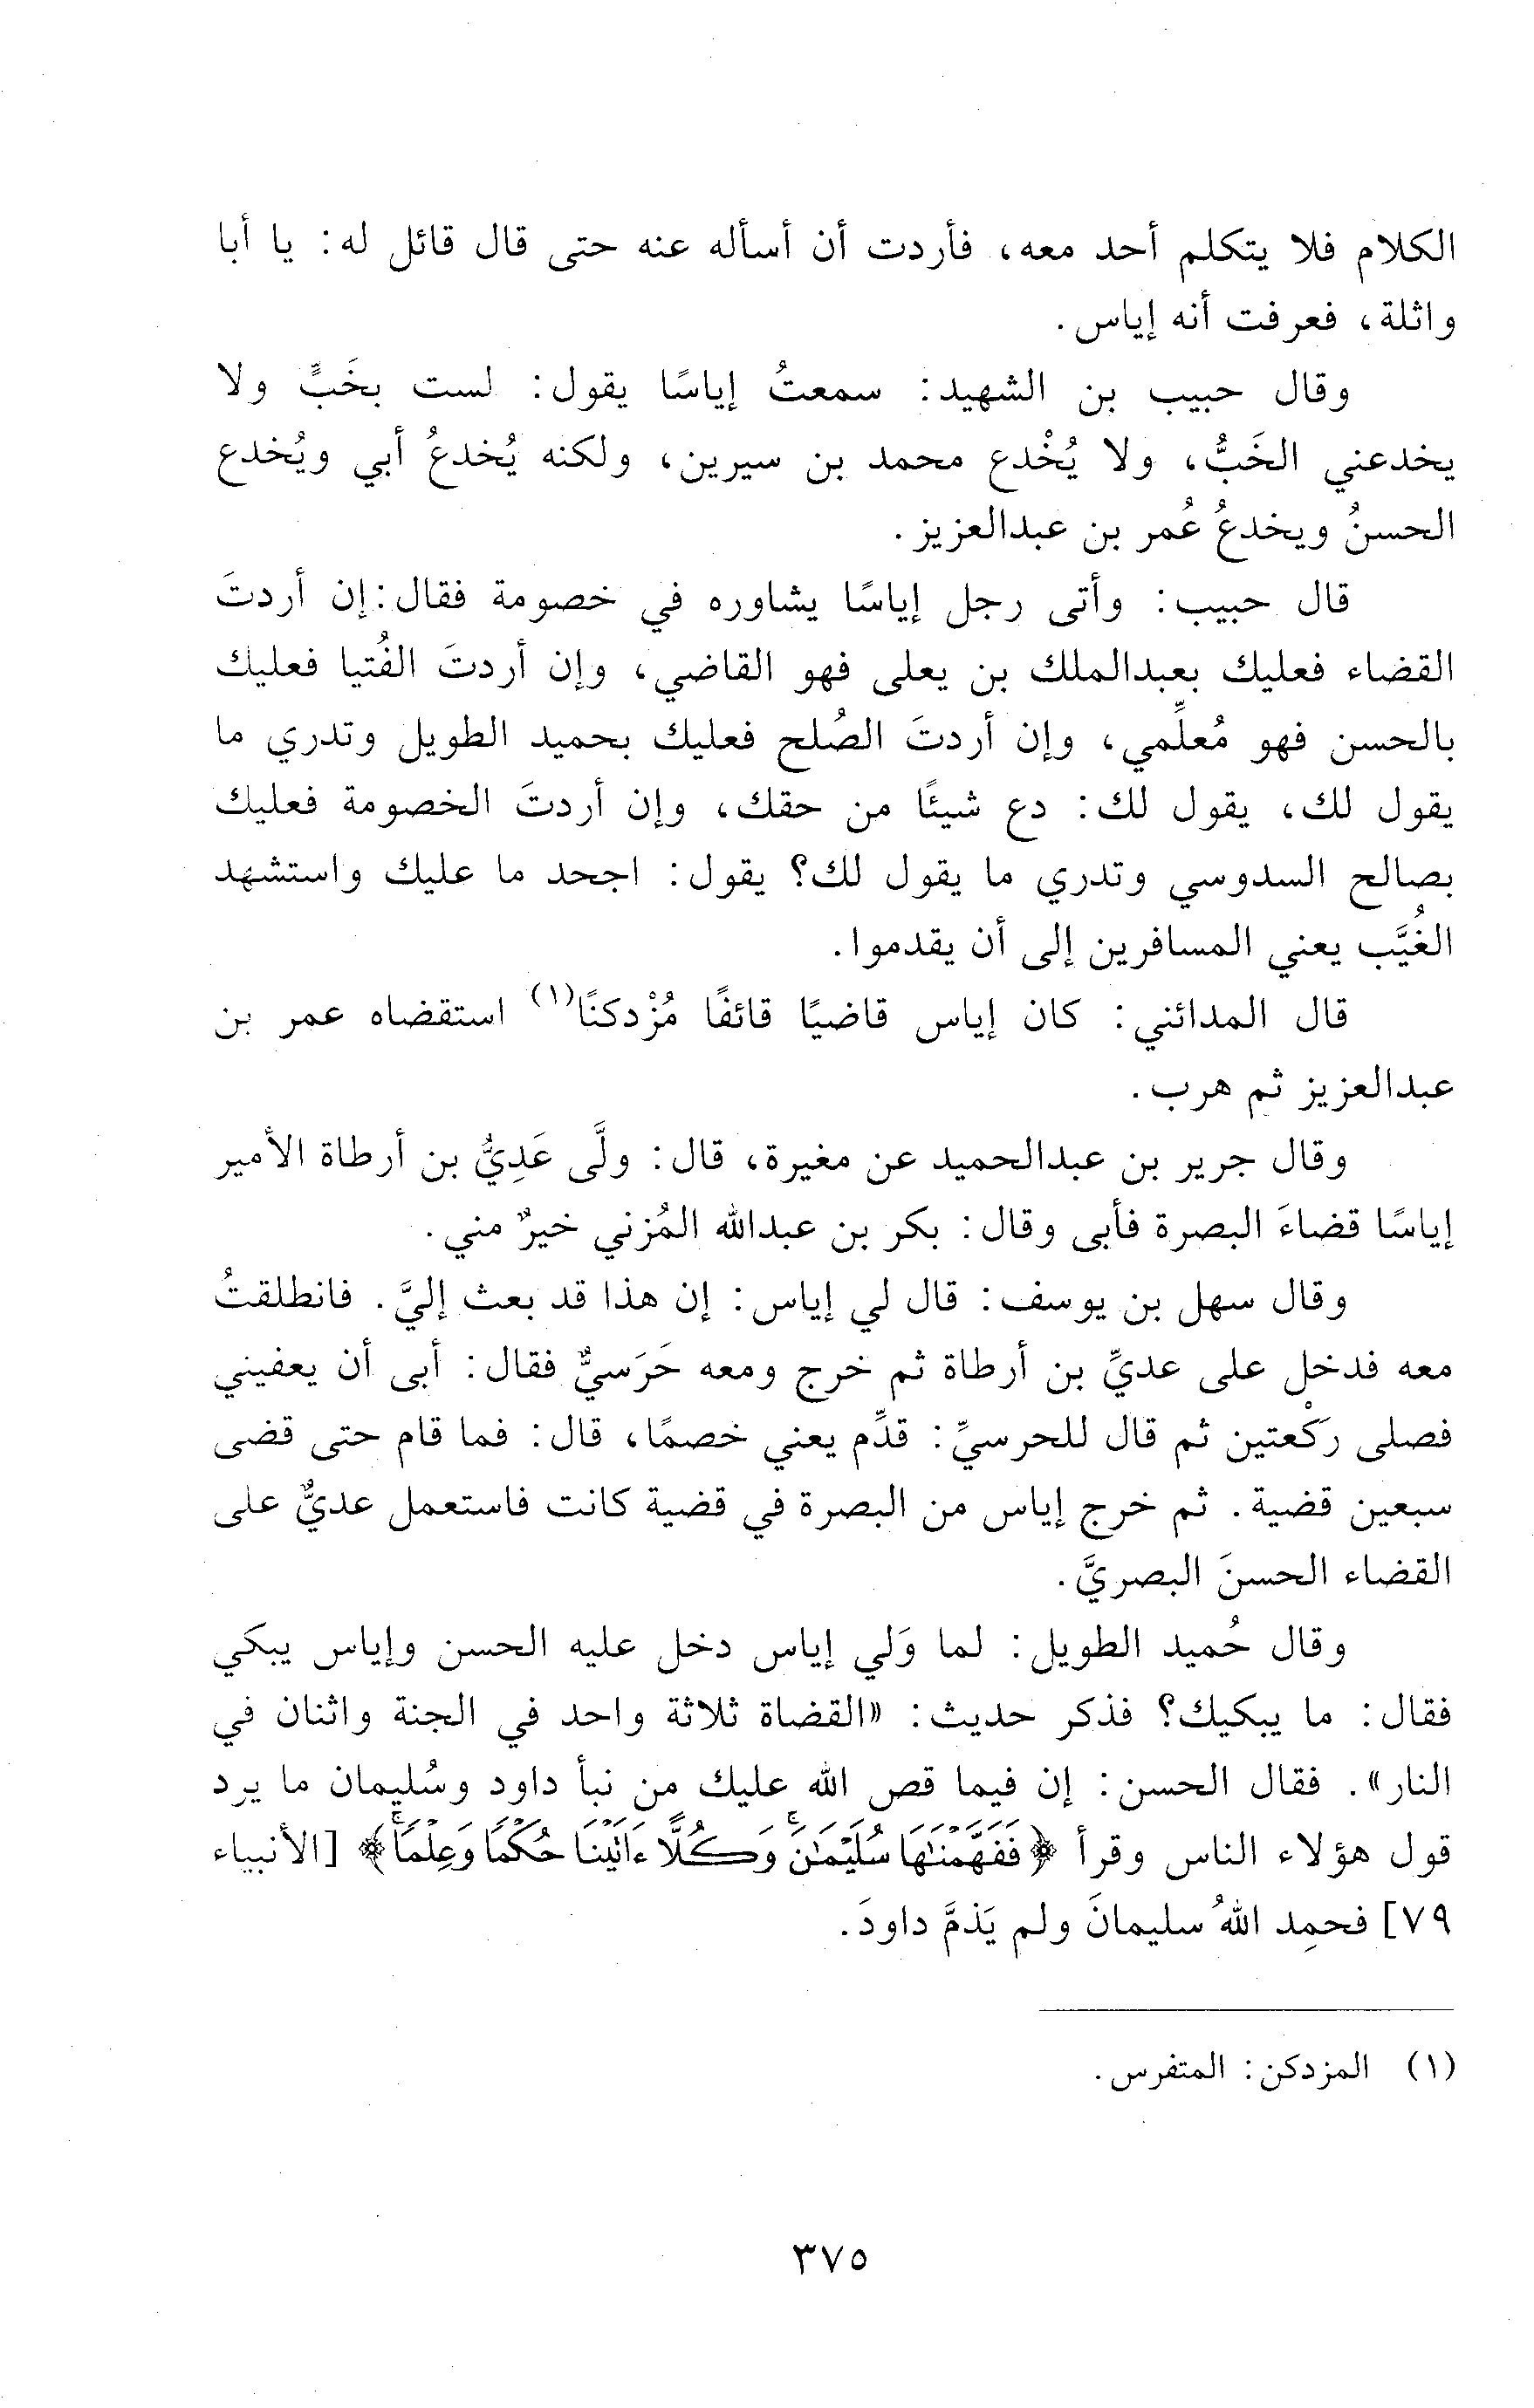 الكلام فلا يتكلم أحد معه، فأردت أن أسأله عنه حتى قال قائل له: يا أبا
واثلة، فعرفت أنه إياس.
وقال حبيب بن الشهيد: سمعتُ إياسًا يقول: لست بخَبٍّ ولا
يخدعني الخَبُّ، ولا يُخْدع محمد بن سيرين، ولكنه يُخدعُ أبي ويُخدع
الحسنُ ويخدعُ عُمر بن عبدالعزيز.
قال حبيب: وأتى رجل إياسًا يشاوره في خصومة فقال: إن أردتَ
القضاء فعليك بعبدالملك بن يعلى فهو القاضي، وإن أردتَ الفُتيا فعليك
بالحسن فهو مُعلِّمي، وإن أردتَ الصُلح فعليك بحميد الطويل وتدري ما
يقول لك، يقول لك: دع شيئًا من حقك، وإن أردتَ الخصومة فعليك
بصالح السدوسي وتدري ما يقول لك؟ يقول: اجحد ما عليك واستشهد
الغُيَّب يعني المسافرين إلى أن يقدموا.
قال المدائني: كان إياس قاضيًا قائفًا مُزْدكنًا(١) استقضاه عمر بن
عبدالعزيز ثم هرب.
وقال جرير بن عبدالحميد عن مغيرة، قال: ولَّى عَدِيُّ بن أرطاة الأمير
إياسًا قضاءَ البصرة فأبى وقال: بكر بن عبدالله المُزني خيرٌ مني.
وقال سهل بن يوسف: قال لي إياس: إن هذا قد بعث إليَّ. فانطلقتُ
معه فدخل على عديِّ بن أرطاة ثم خرج ومعه حَرَسيٌّ فقال: أبى أن يعفيني
فصلى رَكْعتين ثم قال للحرسيِّ: قدِّم يعني خصمًا، قال: فما قام حتى قضى
سبعين قضية. ثم خرج إياس من البصرة في قضية كانت فاستعمل عديٌّ على
القضاء الحسنَ البصريَّ.
وقال حُميد الطويل: لما وَلي إياس دخل عليه الحسن وإياس يبكي
فقال: ما يبكيك؟ فذكر حديث: «القضاة ثلاثة واحد في الجنة واثنان في
النار». فقال الحسن: إن فيما قص الله عليك من نبأ داود وسُليمان ما يرد
قول هؤلاء الناس وقرأ ﴿فَفَهَّمْنَٰهَا سُلَيْمَٰنَۚ وَكُلًّا ءَاتَيْنَا حُكْمًا وَعِلْمًاۚ﴾ [الأنبياء
٧٩] فحمِد اللهُ سليمانَ ولم يَذمَّ داودَ.
(١) المزدكن: المتفرس.
٣٧٥